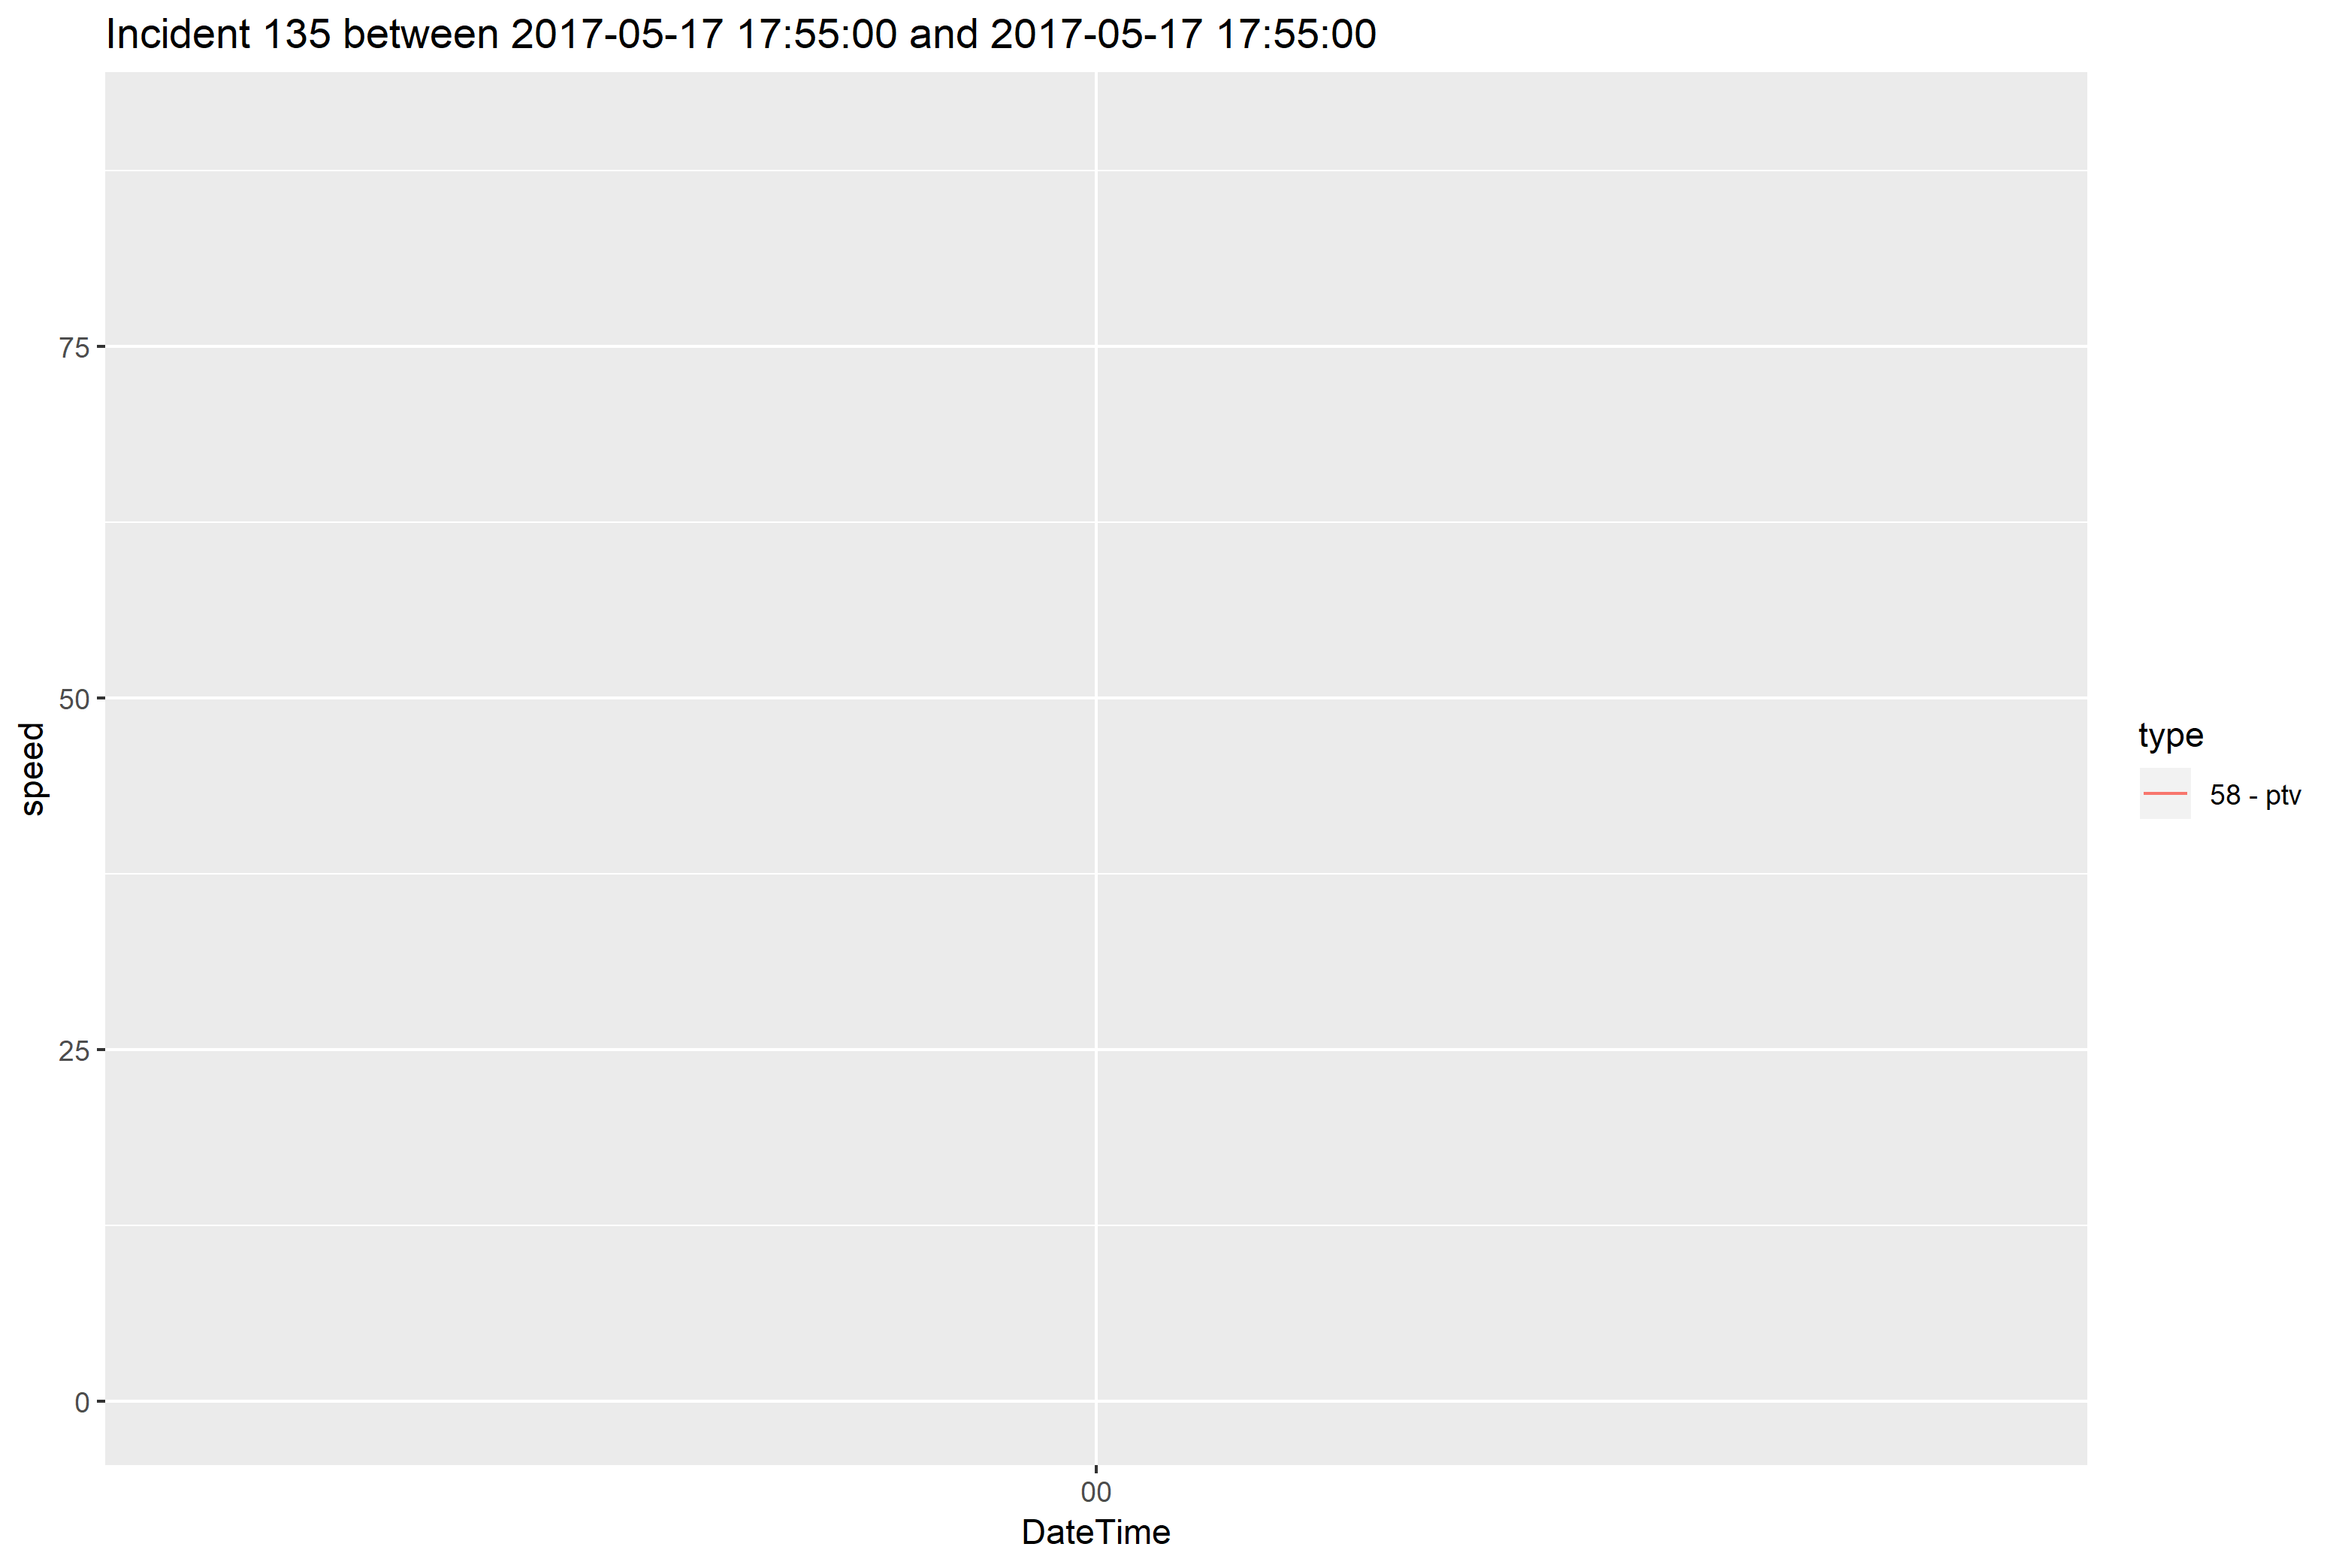 Incident 135 between 2017-05-17 17:55:00 and 2017-05-17 17:55:00
75
50
25
0
speed
00
DateTime
type
58 - ptv